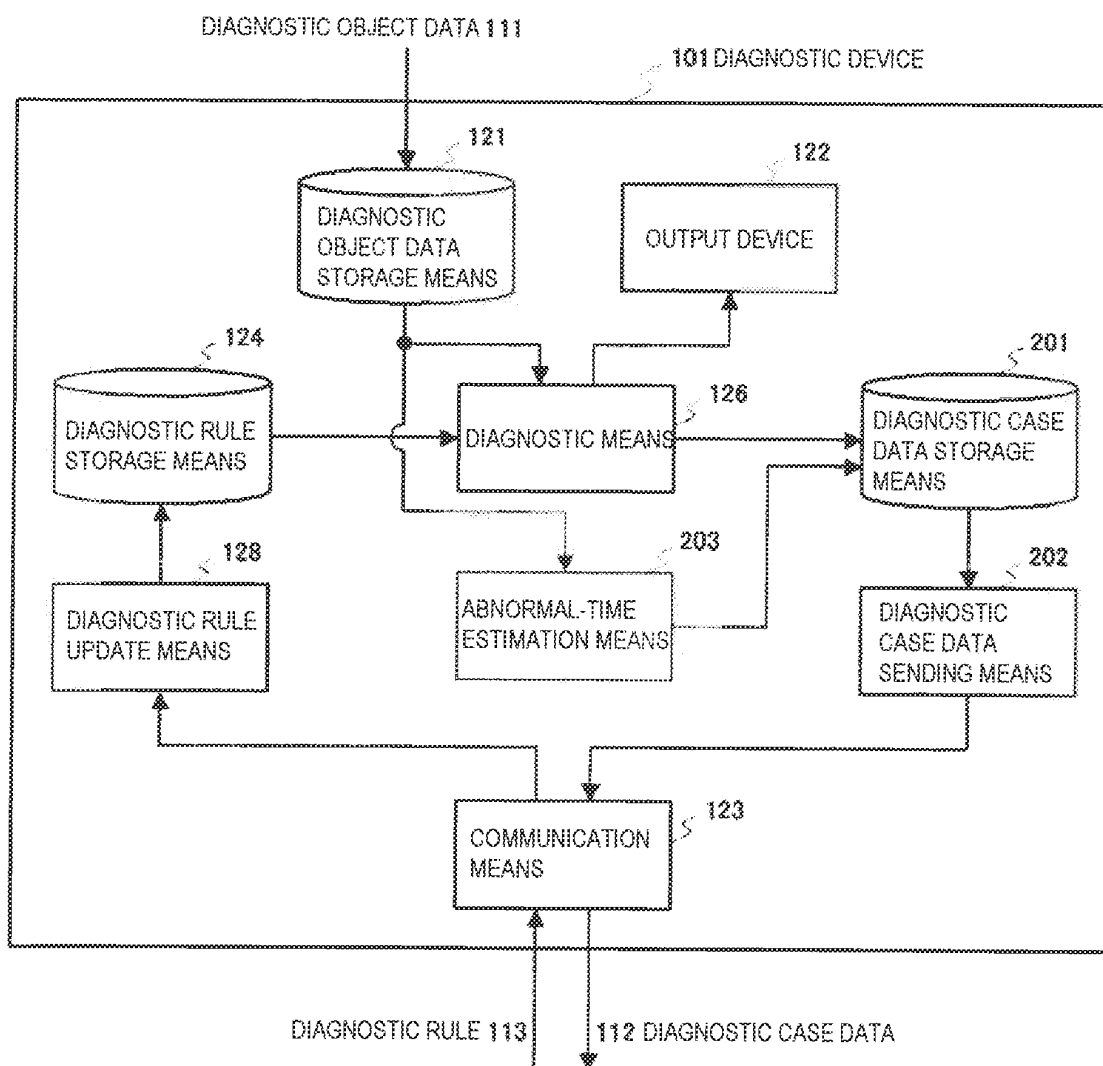 DIAGNOSTIC OBJECT DATA 111
101 DIAGNOSTIC DEVICE
121
DIAGNOSTIC
OBJECT DATA
STORAGE MEANS
122
OUTPUT DEVICE
124
DIAGNOSTIC RULE
STORAGE MEANS
126
DIAGNOSTIC MEANS
201
DIAGNOSTIC CASE
DATA STORAGE
MEANS
128
DIAGNOSTIC RULE
UPDATE MEANS
203
ABNORMAL-TIME
ESTIMATION MEANS
202
DIAGNOSTIC
CASE DATA
SENDING MEANS
123
COMMUNICATION
MEANS
DIAGNOSTIC RULE 113
112 DIAGNOSTIC CASE DATA